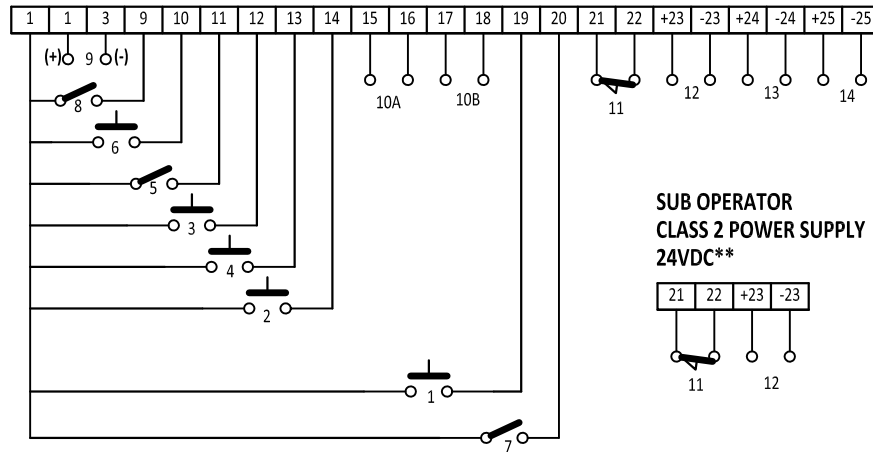 1 1 3 9 10 11 12 13 14 15 16 17 18 19 20 21 22 +23 -23 +24 -24 +25 -25
(+) 9 (-)
8
10A
10B
11
12
13
14
6
5
3
4
2
1
7
SUB OPERATOR
CLASS 2 POWER SUPPLY
24VDC**
21 22 +23 -23
11
12